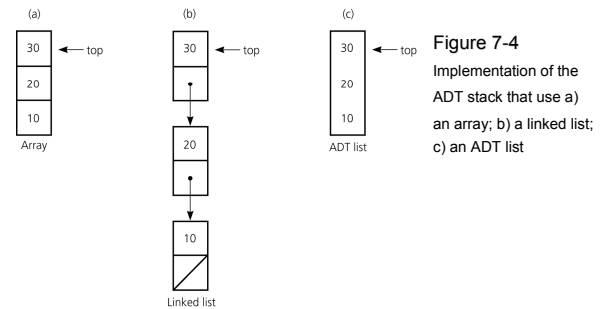 (a)
30
top
20
10
Array
(b)
30
top
20
10
Linked list
(c)
30
top
20
10
ADT list
Figure 7-4
Implementation of the
ADT stack that use a)
an array; b) a linked list;
c) an ADT list